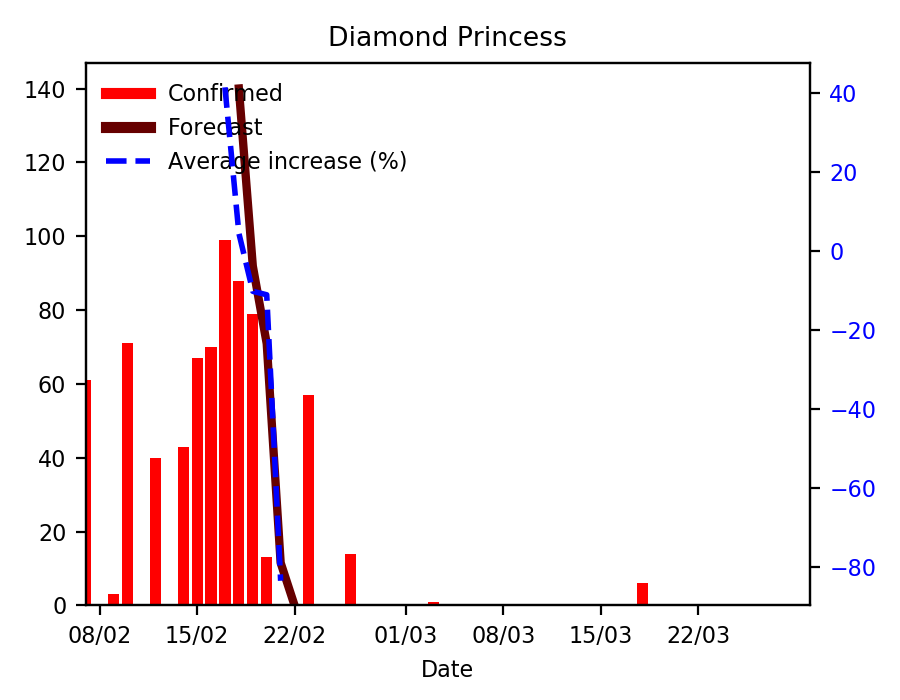 Diamond Princess
Confirmed
Forecast
Average increase (%)
140
120
100
80
60
40
20
0
40
20
0
−20
−40
−60
−80
08/02 15/02 22/02 01/03 08/03 15/03 22/03
Date